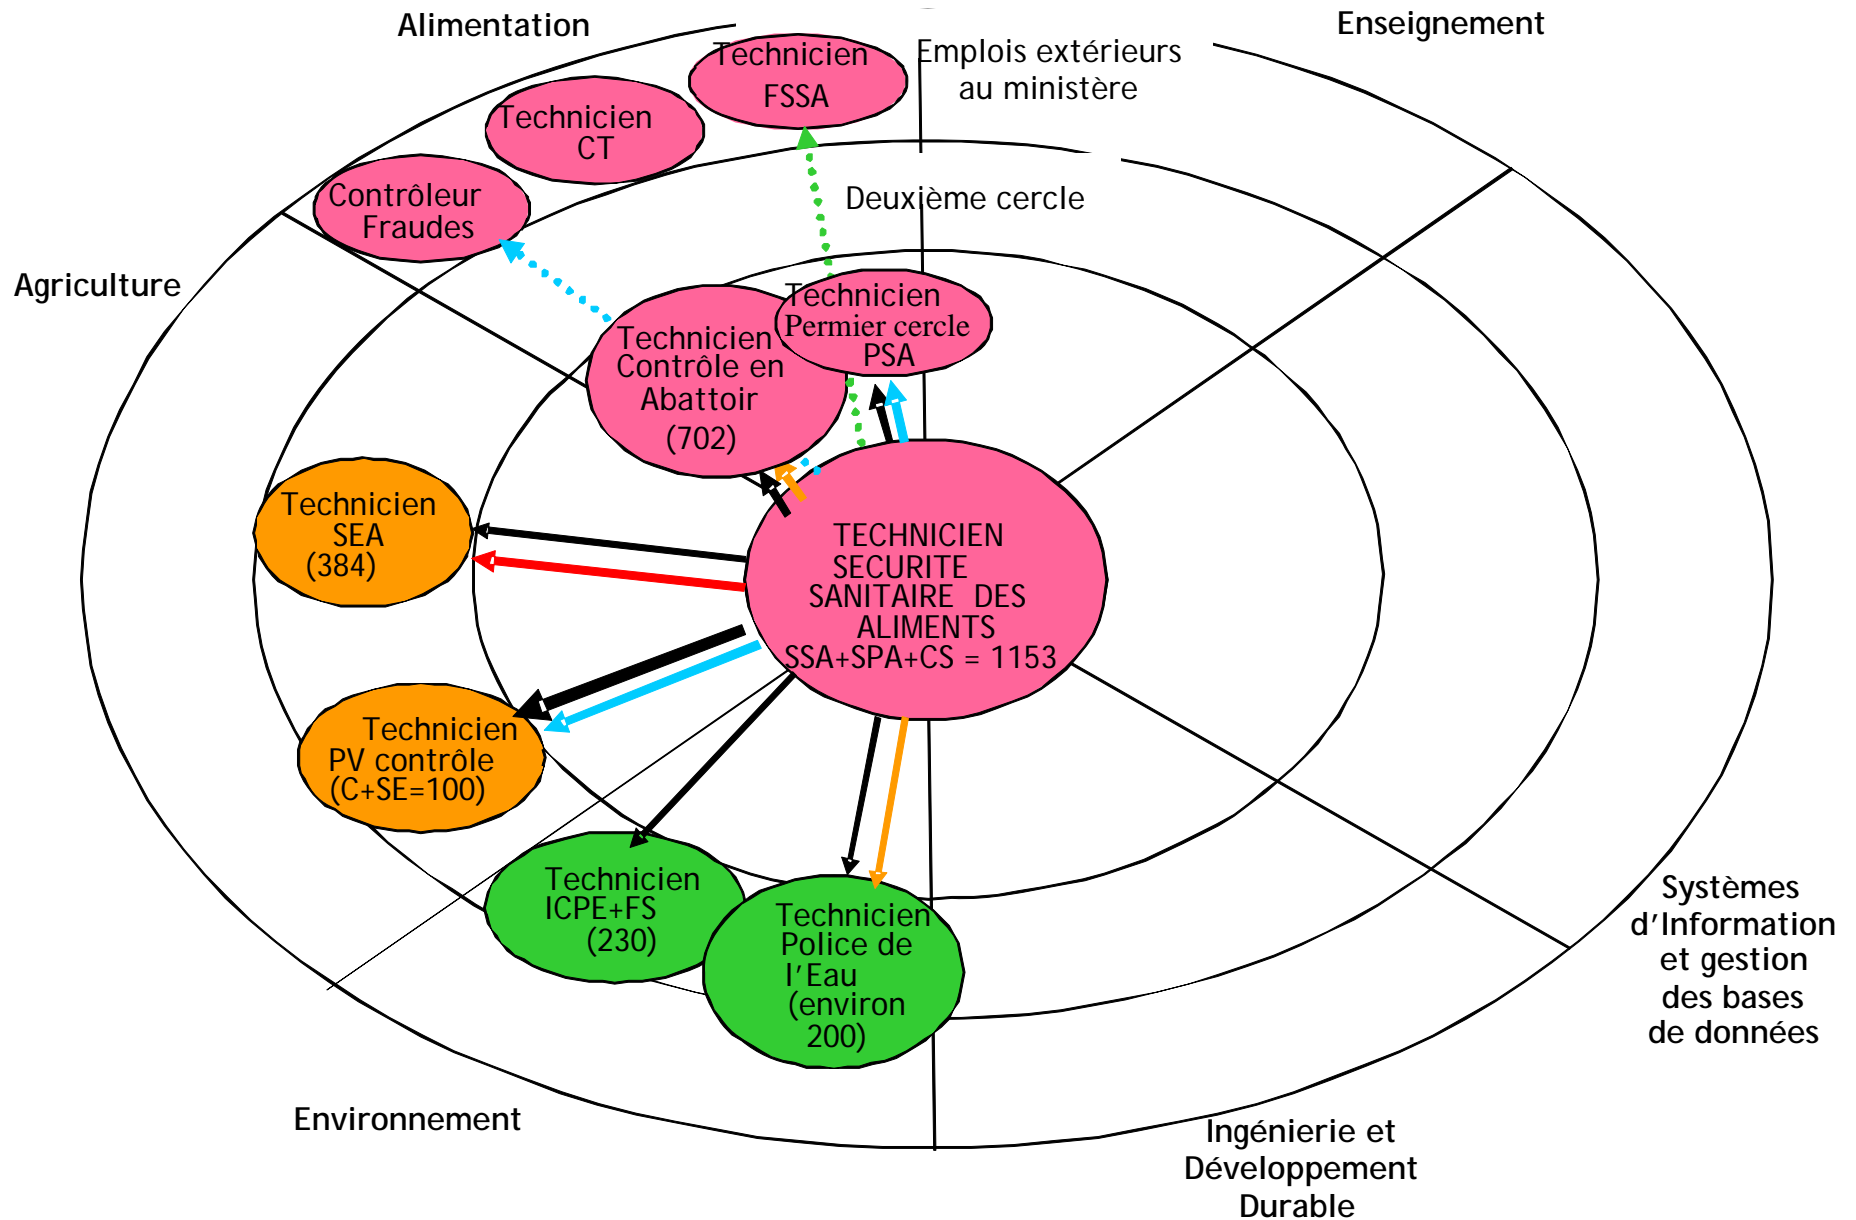 Alimentation
Enseignement
Technicien
FSSA
Emplois extérieurs
au ministère
Technicien
CT
Contrôleur
Fraudes
Deuxième cercle
Agriculture
Technicien
Permier cercle
PSA
Technicien
Contrôle en
Abattoir
(702)
Technicien
SEA
(384)
TECHNICIEN
SECURITE
SANITAIRE DES
ALIMENTS
SSA+SPA+CS = 1153
Technicien
PV contrôle
(C+SE=100)
Technicien
ICPE+FS
(230)
Technicien
Police de
l'Eau
(environ
200)
Systèmes
d'Information
et gestion
des bases
de données
Environnement
Ingénierie et
Développement
Durable